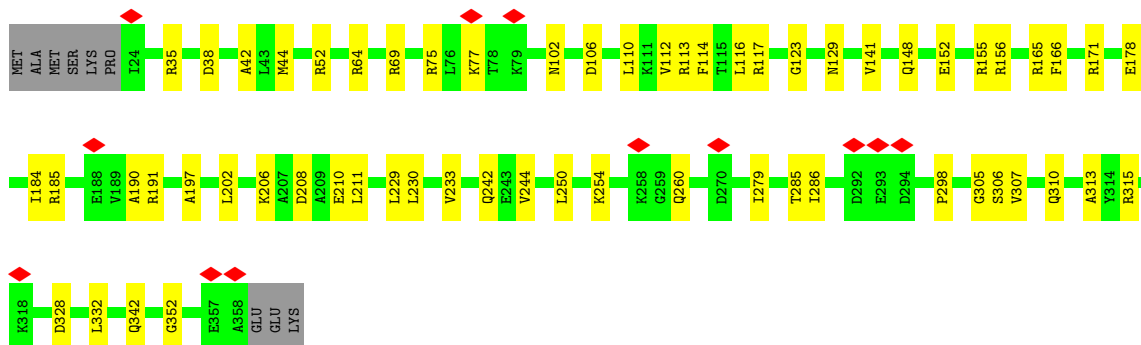 MET ALA MET SER LYS PRO I24 R35 D38 A42 L43 M44 R52 R64 R69 R75 L76 K77 T78 K79 N102 D106 L110 K111 V112 R113 F114 T115 L116 R117 G123 N129 V141 Q148 E152 R155 R156 R165 F166 R171 E178
I184 R185 E188 V189 A190 R191 A197 L202 K206 A207 D208 A209 E210 L211 L229 L230 V233 Q242 E243 V244 L250 K254 K258 G259 Q260 D270 I279 T285 I286 D292 E293 D294 P298 G305 S306 V307 Q310 A313 Y314 R315
K318 D328 L332 Q342 G352 E357 A358 GLU GLU LYS